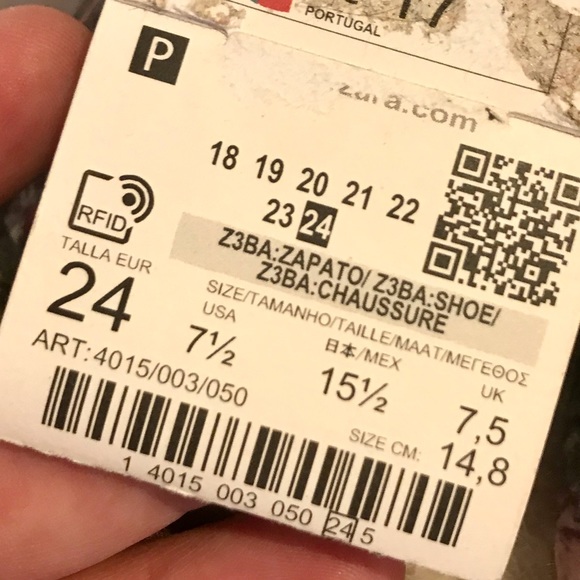 17
PORTUGAL
P
zara.com
18 19 20 21 22
23 24
RFID
Z3BA:ZAPATO/ Z3BA:SHOE/
Z3BA:CHAUSSURE
TALLA EUR
24
SIZE/TAMANHO/TAILLE/MAAT/ΜΕΓΕΘΟΣ
USA
7½
日本/MEX
15½
UK
7,5
ART:4015/003/050
SIZE CM: 14,8
1 4015 003 050 24 5